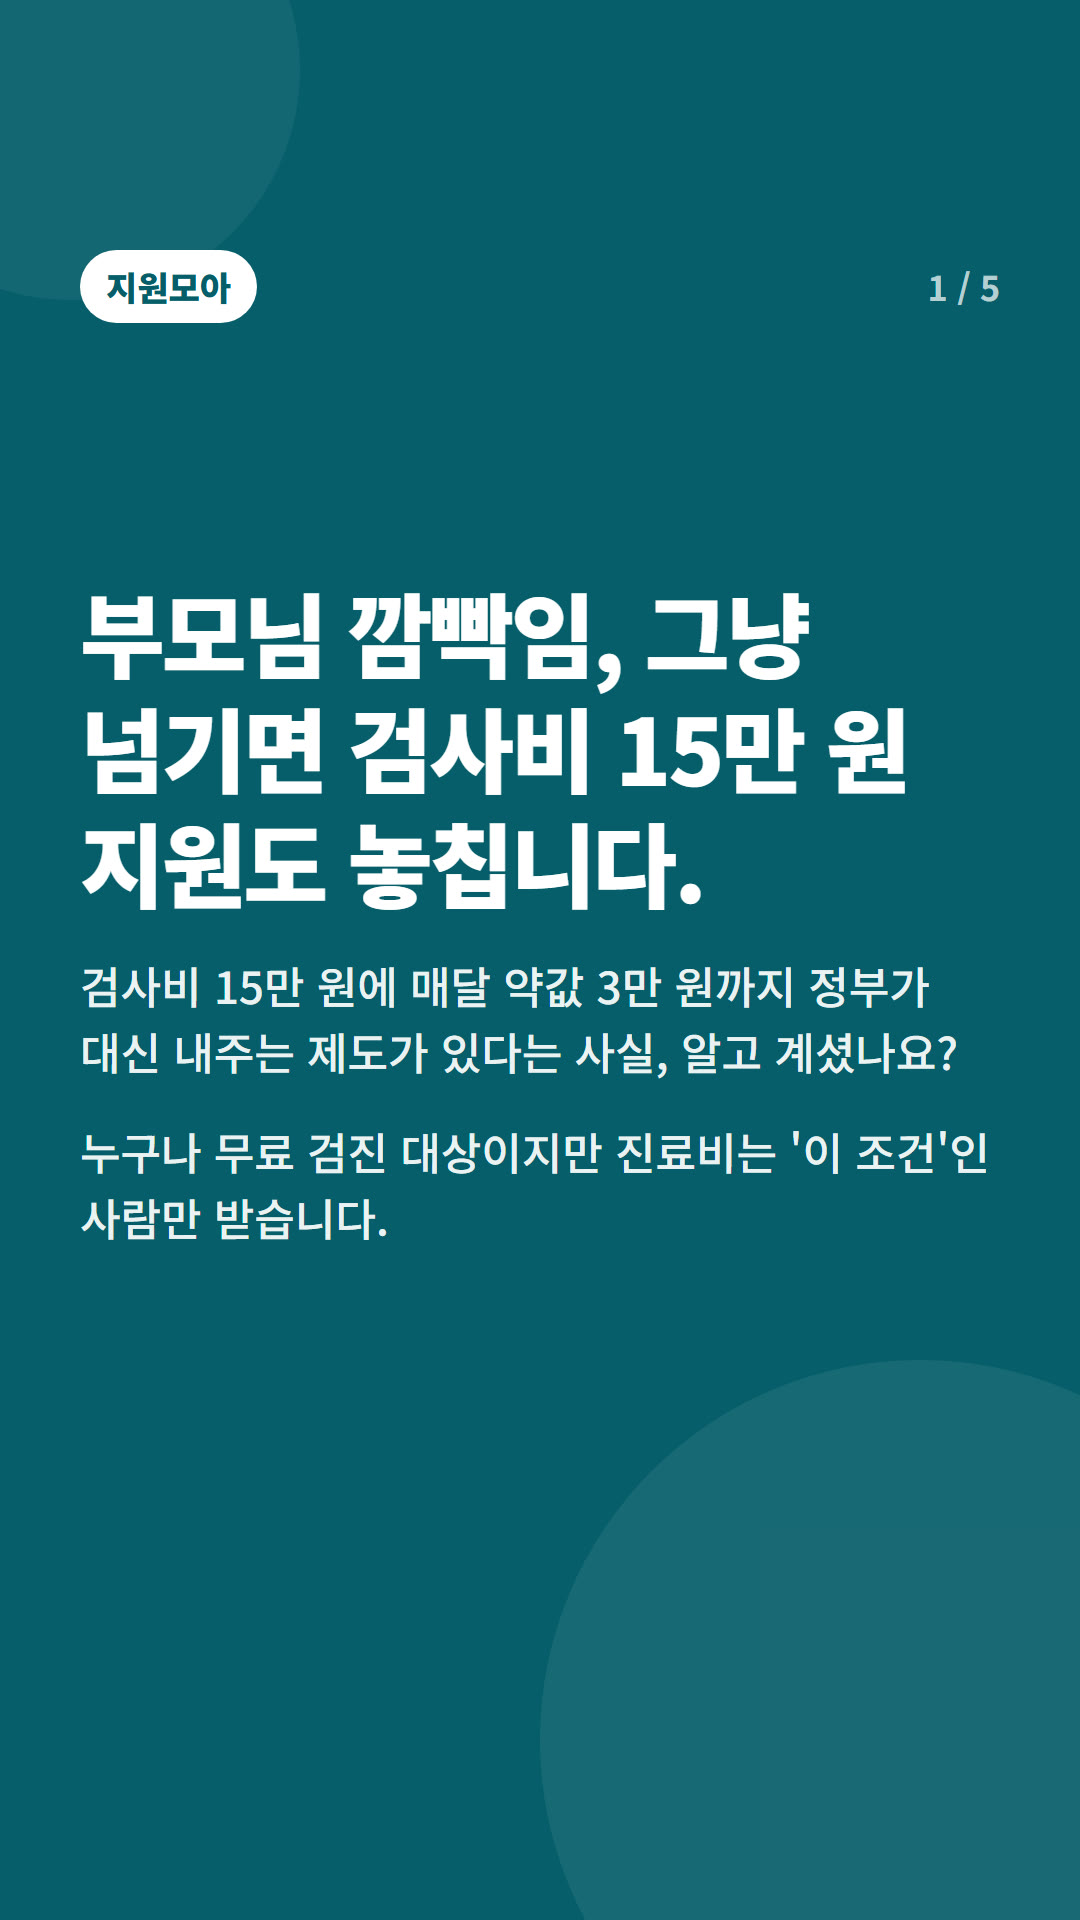 지원모아
1 / 5
부모님 깜빡임, 그냥
넘기면 검사비 15만 원
지원도 놓칩니다.
검사비 15만 원에 매달 약값 3만 원까지 정부가
대신 내주는 제도가 있다는 사실, 알고 계셨나요?
누구나 무료 검진 대상이지만 진료비는 '이 조건'인
사람만 받습니다.